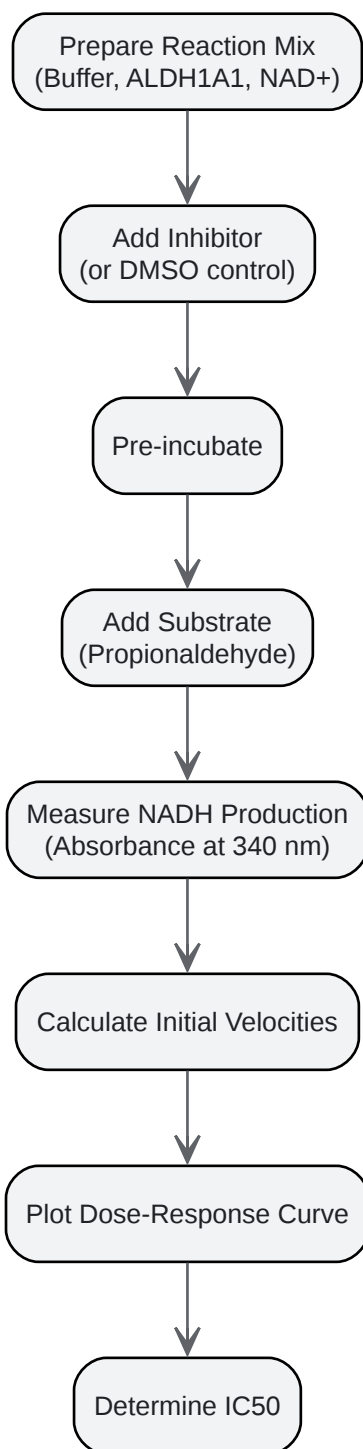 Prepare Reaction Mix
(Buffer, ALDH1A1, NAD+)
Add Inhibitor
(or DMSO control)
Pre-incubate
Add Substrate
(Propionaldehyde)
Measure NADH Production
(Absorbance at 340 nm)
Calculate Initial Velocities
Plot Dose-Response Curve
Determine IC50